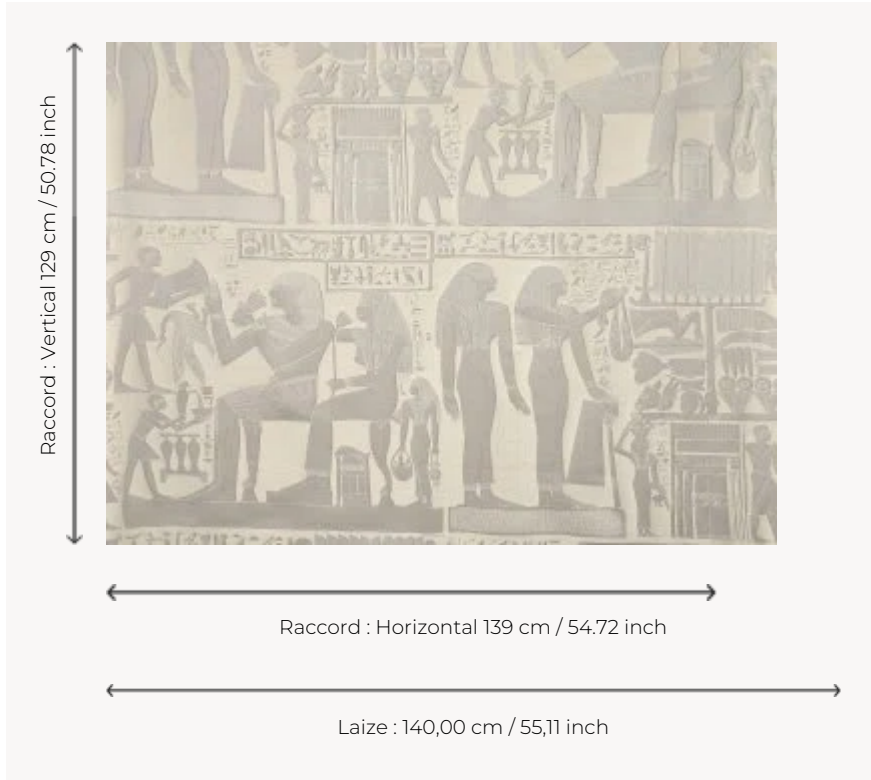 Raccord : Vertical 129 cm / 50.78 inch
Raccord : Horizontal 139 cm / 54.72 inch
Laize : 140,00 cm / 55,11 inch